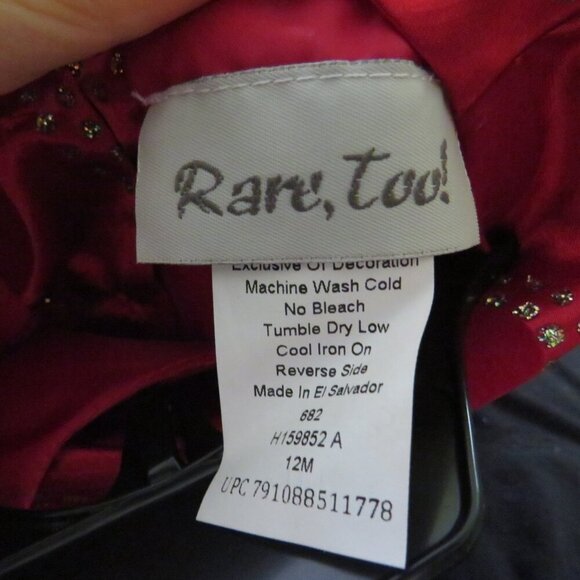 Rare, Too!
Exclusive Of Decoration
Machine Wash Cold
No Bleach
Tumble Dry Low
Cool Iron On
Reverse Side
Made In El Salvador
682
H159852 A
12M
UPC 791088511778